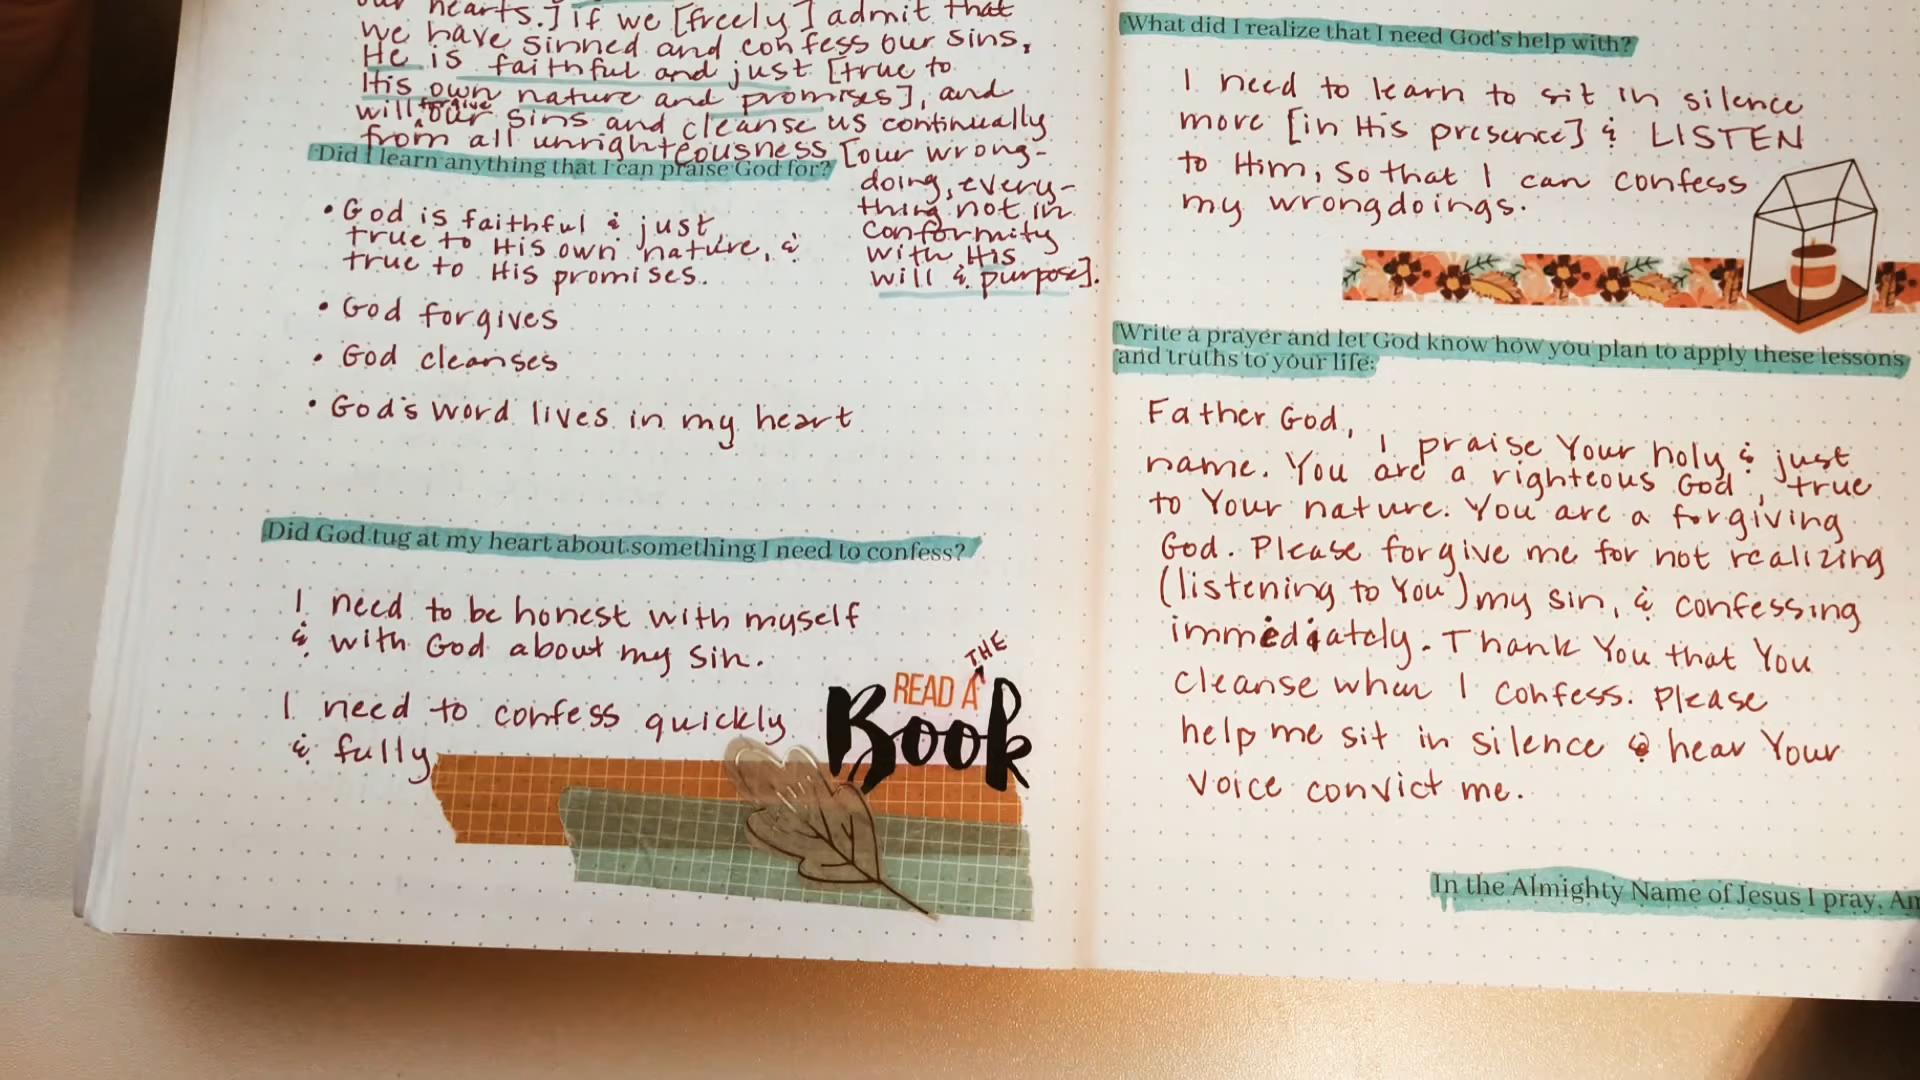 our hearts.] If we [freely] admit that
we have sinned and confess our sins,
He is faithful and just [true to
His own nature and promises], and
will forgive our sins and cleanse us continually
from all unrighteousness [our wrong-
doing, every-
thing not in
conformity
with His
will & purpose].
Did I learn anything that I can praise God for?
• God is faithful & just,
true to His own nature, &
true to His promises.
• God forgives
• God cleanses
• God's word lives in my heart
Did God tug at my heart about something I need to confess?
I need to be honest with myself
& with God about my sin.
I need to confess quickly
& fully
THE
READ A
Book
What did I realize that I need God's help with?
I need to learn to sit in silence
more [in His presence] & LISTEN
to Him, so that I can confess
my wrongdoings.
Write a prayer and let God know how you plan to apply these lessons
and truths to your life:
Father God,
I praise Your holy & just
name. You are a righteous God, true
to Your nature. You are a forgiving
God. Please forgive me for not realizing
(listening to You) my sin, & confessing
immediately. Thank You that You
cleanse when I confess. Please
help me sit in silence & hear Your
voice convict me.
In the Almighty Name of Jesus I pray, Am